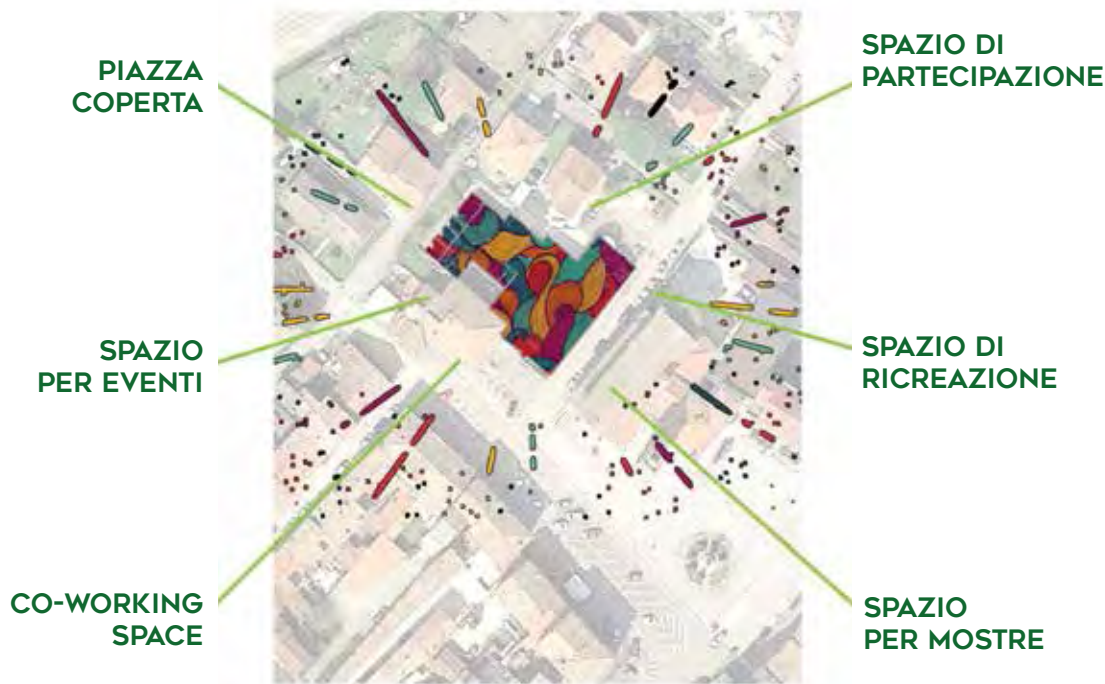 PIAZZA
COPERTA
SPAZIO DI
PARTECIPAZIONE
SPAZIO
PER EVENTI
SPAZIO DI
RICREAZIONE
CO-WORKING
SPACE
SPAZIO
PER MOSTRE